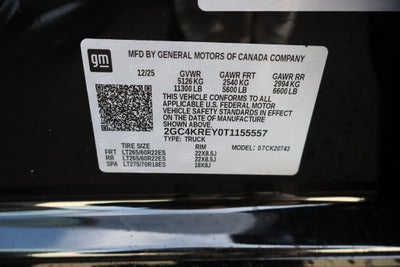 gm
MFD BY GENERAL MOTORS OF CANADA COMPANY
12/25 GVWR GAWR FRT GAWR RR
5126 KG 2540 KG 2994 KG
11300 LB 5600 LB 6600 LB
THIS VEHICLE CONFORMS TO ALL
APPLICABLE U.S. FEDERAL MOTOR
VEHICLE SAFETY STANDARDS IN EFFECT
ON THE DATE OF MANUFACTURE
SHOWN ABOVE.
2GC4KREY0T1155557
TYPE: TRUCK MODEL: 07CK20743
TIRE SIZE RIM
FRT LT265/60R22ES 22X8.5J
RR LT265/60R22ES 22X8.5J
SPA LT275/70R18ES 18X8J